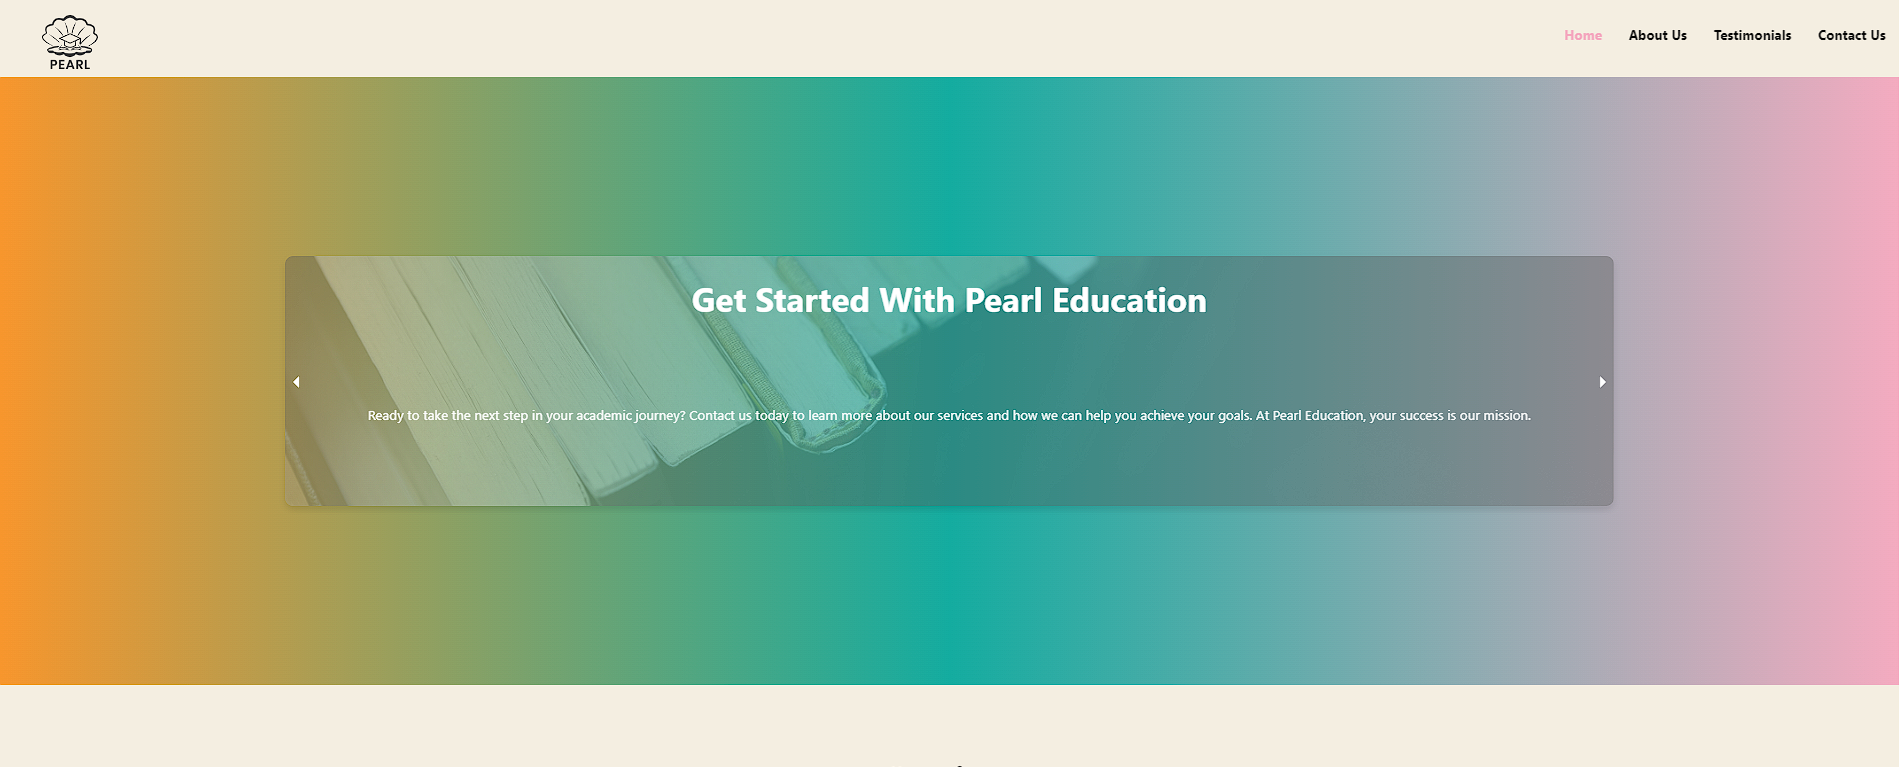 PEARL
Home
About Us
Testimonials
Contact Us
Get Started With Pearl Education
Ready to take the next step in your academic journey? Contact us today to learn more about our services and how we can help you achieve your goals. At Pearl Education, your success is our mission.